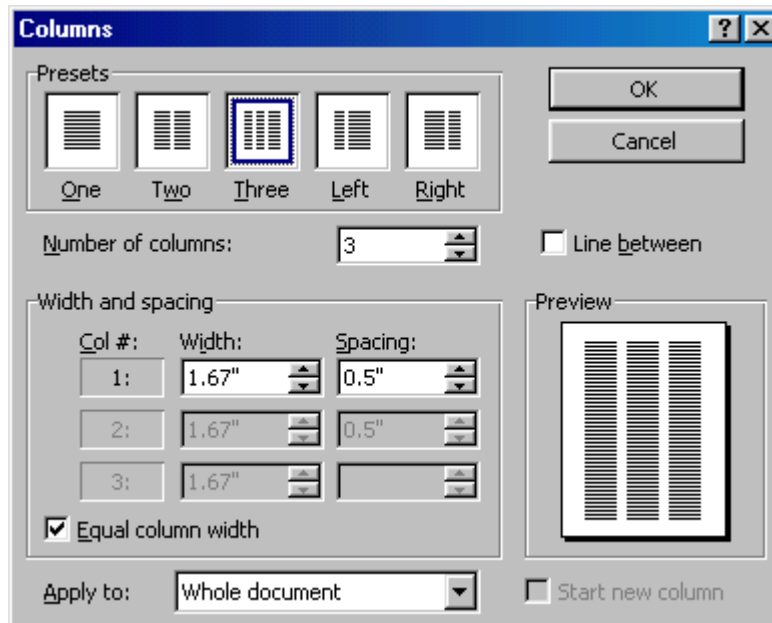 Columns
Presets
One Two Three Left Right
OK
Cancel
Number of columns: 3
Line between
Width and spacing
Col #: Width: Spacing:
1: 1.67" 0.5"
2: 1.67" 0.5"
3: 1.67"
Equal column width
Preview
Apply to: Whole document
Start new column